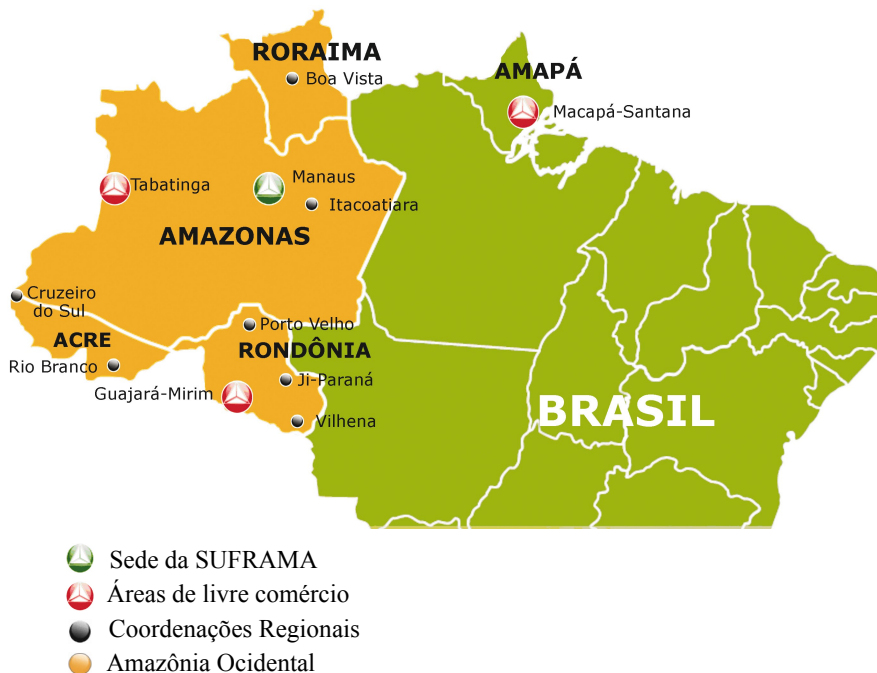 RORAIMA
Boa Vista
AMAPÁ
Macapá-Santana
Tabatinga
Manaus
Itacoatiara
AMAZONAS
Cruzeiro
do Sul
Porto Velho
ACRE
RONDÔNIA
Rio Branco
Ji-Paraná
Guajará-Mirim
Vilhena
BRASIL
Sede da SUFRAMA
Áreas de livre comércio
Coordenações Regionais
Amazônia Ocidental